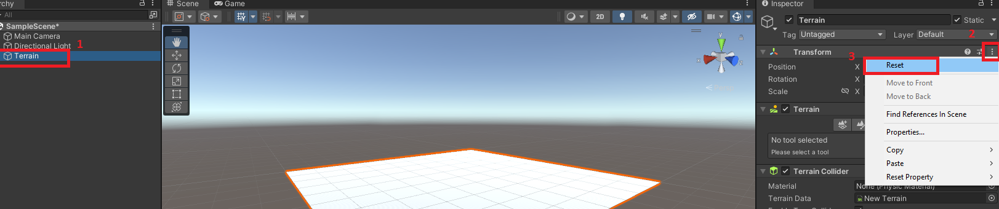 rchy
All
SampleScene*
Main Camera
Directional Light
1
Terrain
Scene
Game
2D
y
x
z
Persp
Inspector
Terrain
Static
Tag
Untagged
Layer
Default
2
Transform
3
Position
X
Rotation
X
Scale
X
Reset
Move to Front
Move to Back
Find References In Scene
Properties...
Copy
Paste
Reset Property
Terrain
No tool selected
Please select a tool
Terrain Collider
Material
None (Physic Material)
Terrain Data
New Terrain